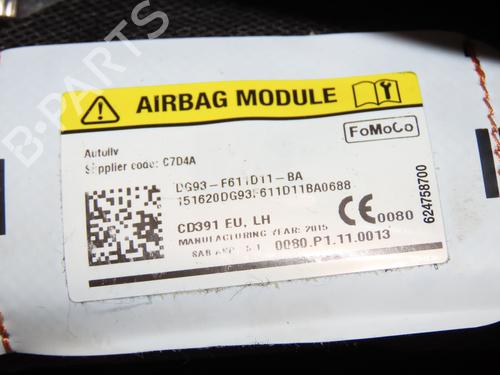 B-PARTS
AIRBAG MODULE
FoMoCo
Autoliv
Supplier code: C7D4A
DG93-F611D11-BA
151620DG93F611D11BA0688
CD391 EU, LH
MANUFACTURING YEAR: 2015
0080.P1.11.0013
CE 0080
624758700